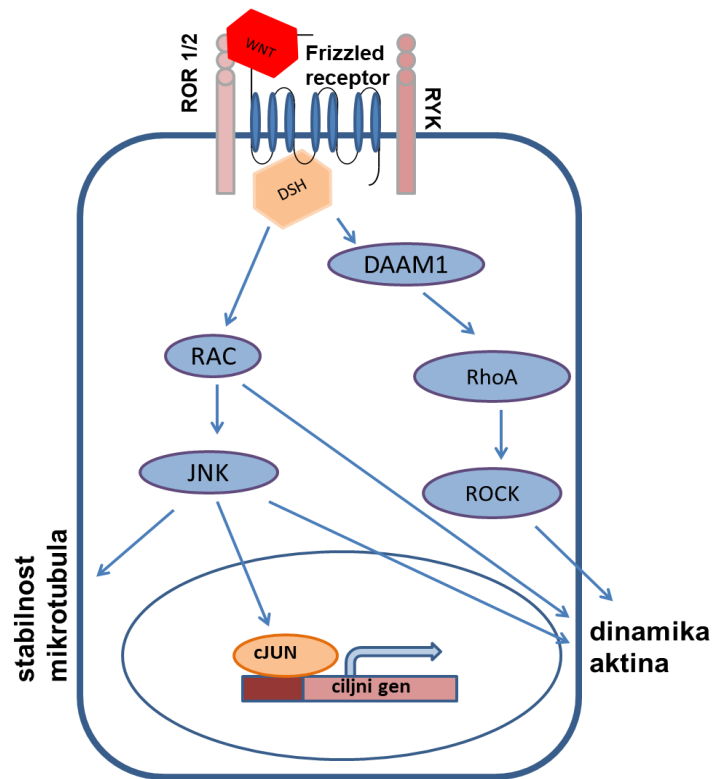 WNT
ROR 1/2
Frizzled
receptor
RYK
DSH
DAAM1
RAC
RhoA
JNK
ROCK
stabilnost
mikrotubula
cJUN
ciljni gen
dinamika
aktina